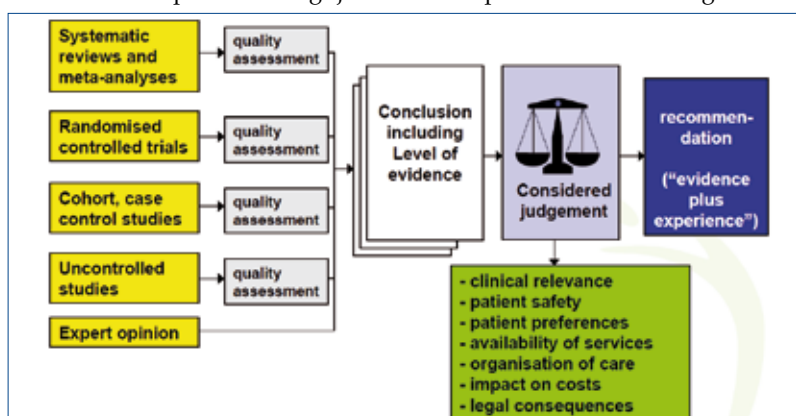 Systematic
reviews and
meta-analyses
quality
assessment
Randomised
controlled trials
quality
assessment
Cohort, case
control studies
quality
assessment
Uncontrolled
studies
quality
assessment
Expert opinion
Conclusion
including
Level of
evidence
Considered
judgement
recommen-
dation
(“evidence
plus
experience”)
- clinical relevance
- patient safety
- patient preferences
- availability of services
- organisation of care
- impact on costs
- legal consequences